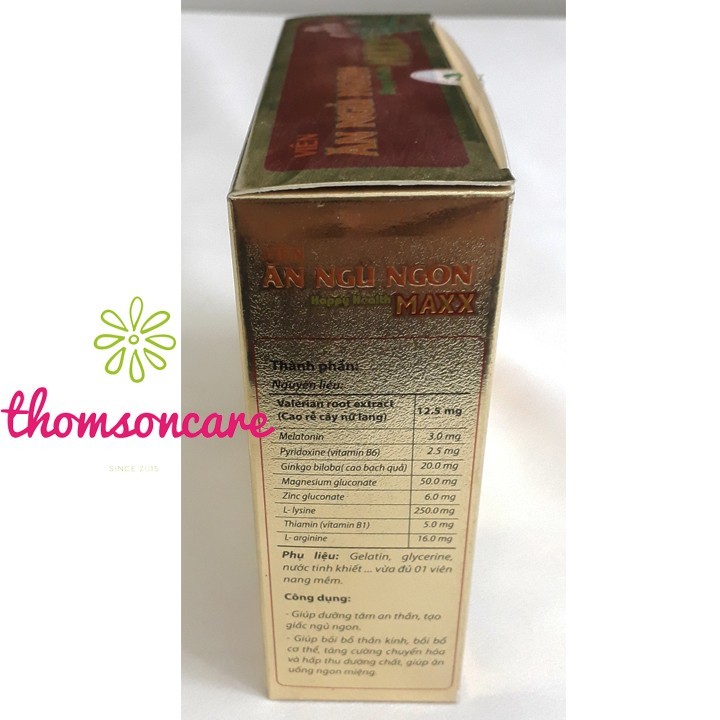 VIÊN
ĂN NGỦ NGON
VIÊN
ĂN NGỦ NGON
Happy Health MAXX
thomsoncare
SINCE 2015
Thành phần:
Nguyên liệu:
Valerian root extract
(Cao rễ cây nữ lang) 12.5 mg
Melatonin 3.0 mg
Pyridoxine (vitamin B6) 2.5 mg
Ginkgo biloba( cao bạch quả) 20.0 mg
Magnesium gluconate 50.0 mg
Zinc gluconate 6.0 mg
L- lysine 250.0 mg
Thiamin (vitamin B1) 5.0 mg
L- arginine 16.0 mg
Phụ liệu: Gelatin, glycerine,
nước tinh khiết ... vừa đủ 01 viên
nang mềm.
Công dụng:
- Giúp dưỡng tâm an thần, tạo
giấc ngủ ngon.
- Giúp bồi bổ thần kinh, bồi bổ
cơ thể, tăng cường chuyển hóa
và hấp thu dưỡng chất, giúp ăn
uống ngon miệng.